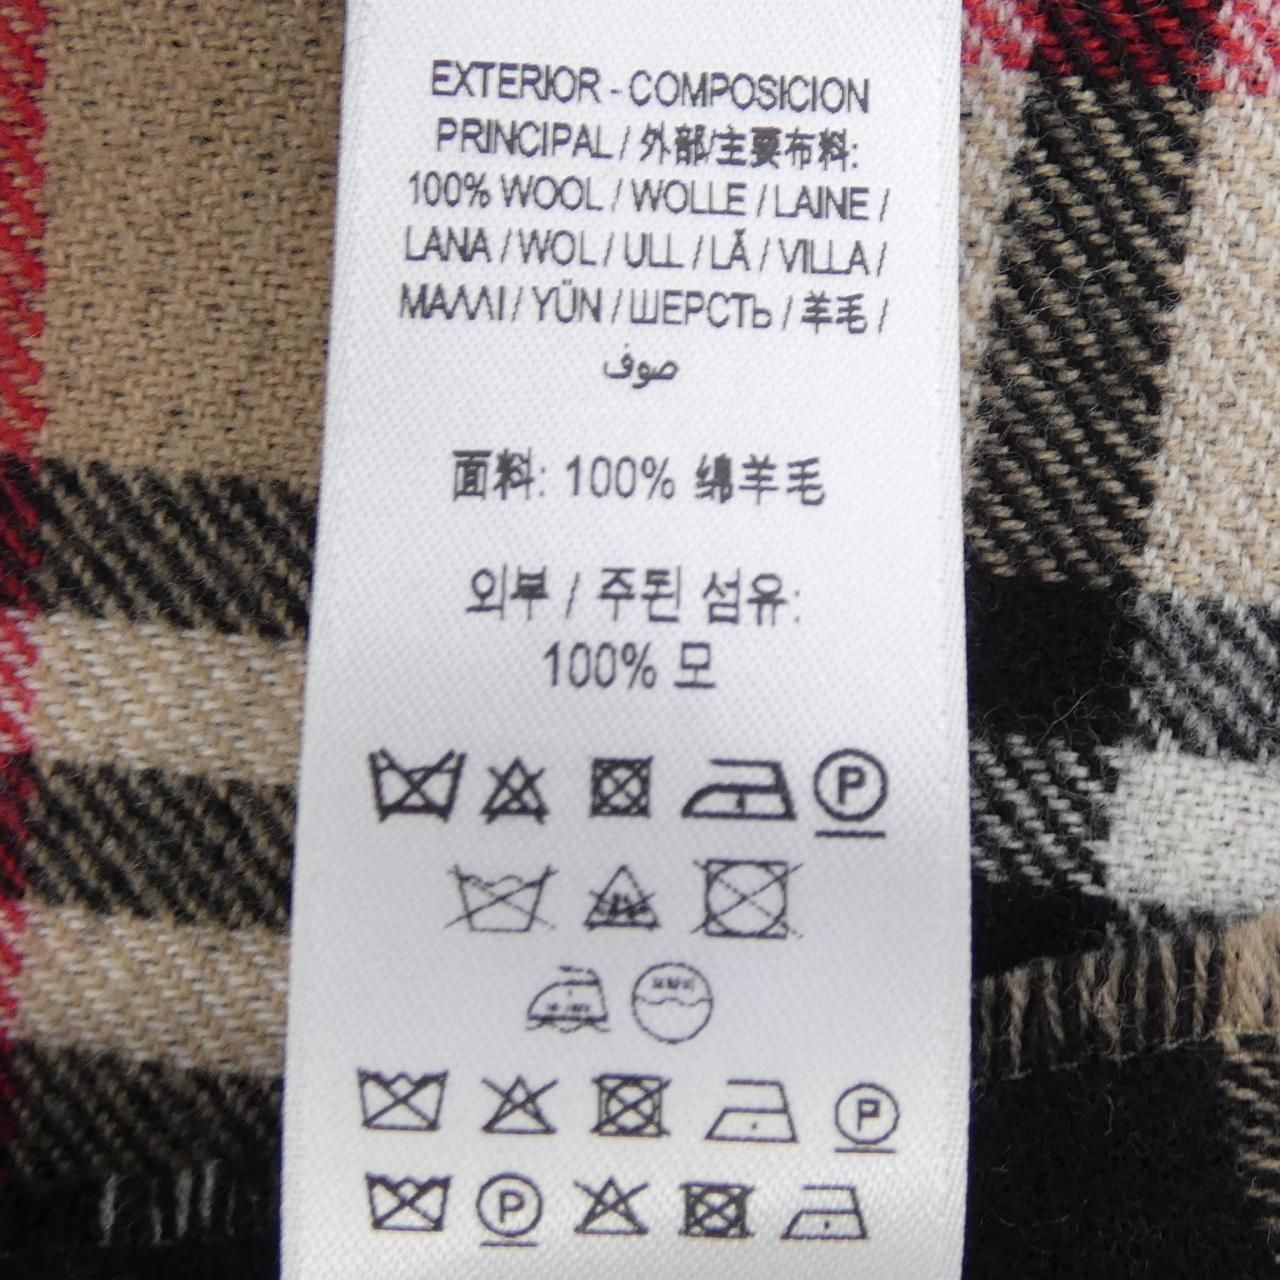 EXTERIOR - COMPOSICION
PRINCIPAL / 外部/主要布料:
100% WOOL / WOLLE / LAINE /
LANA / WOL / ULL / LÃ / VILLA /
ΜΑΛΛΙ / YÜN / ШЕРСТЬ / 羊毛 /
صوف
面料: 100% 绵羊毛
외부 / 주된 섬유:
100% 모
P
P
P